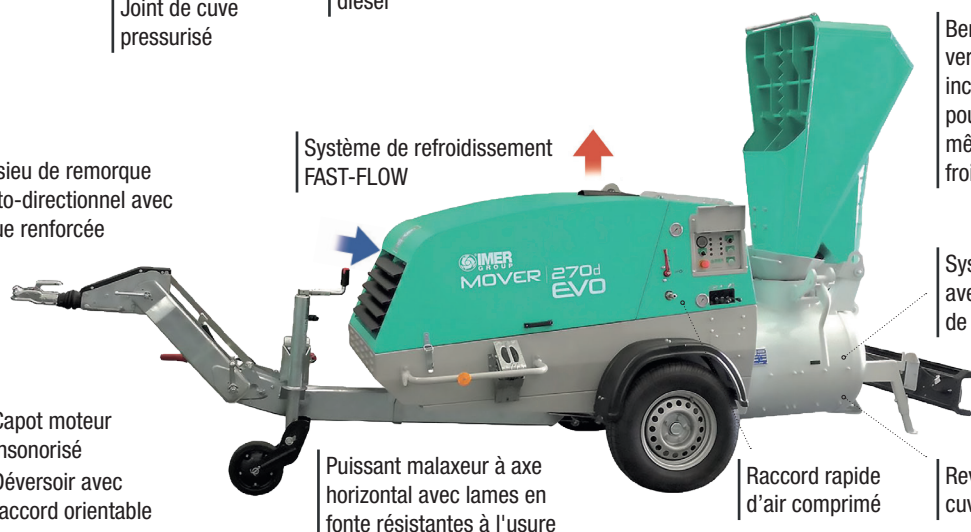 Joint de cuve
pressurisé
diesel
Système de refroidissement
FAST-FLOW
sieu de remorque
to-directionnel avec
ue renforcée
IMER
GROUP
MOVER 270d
EVO
Ben
ver
inc
pou
mê
froi
Sys
ave
de
Capot moteur
nsonorisé
Déversoir avec
accord orientable
Puissant malaxeur à axe
horizontal avec lames en
fonte résistantes à l'usure
Raccord rapide
d'air comprimé
Rev
cuv